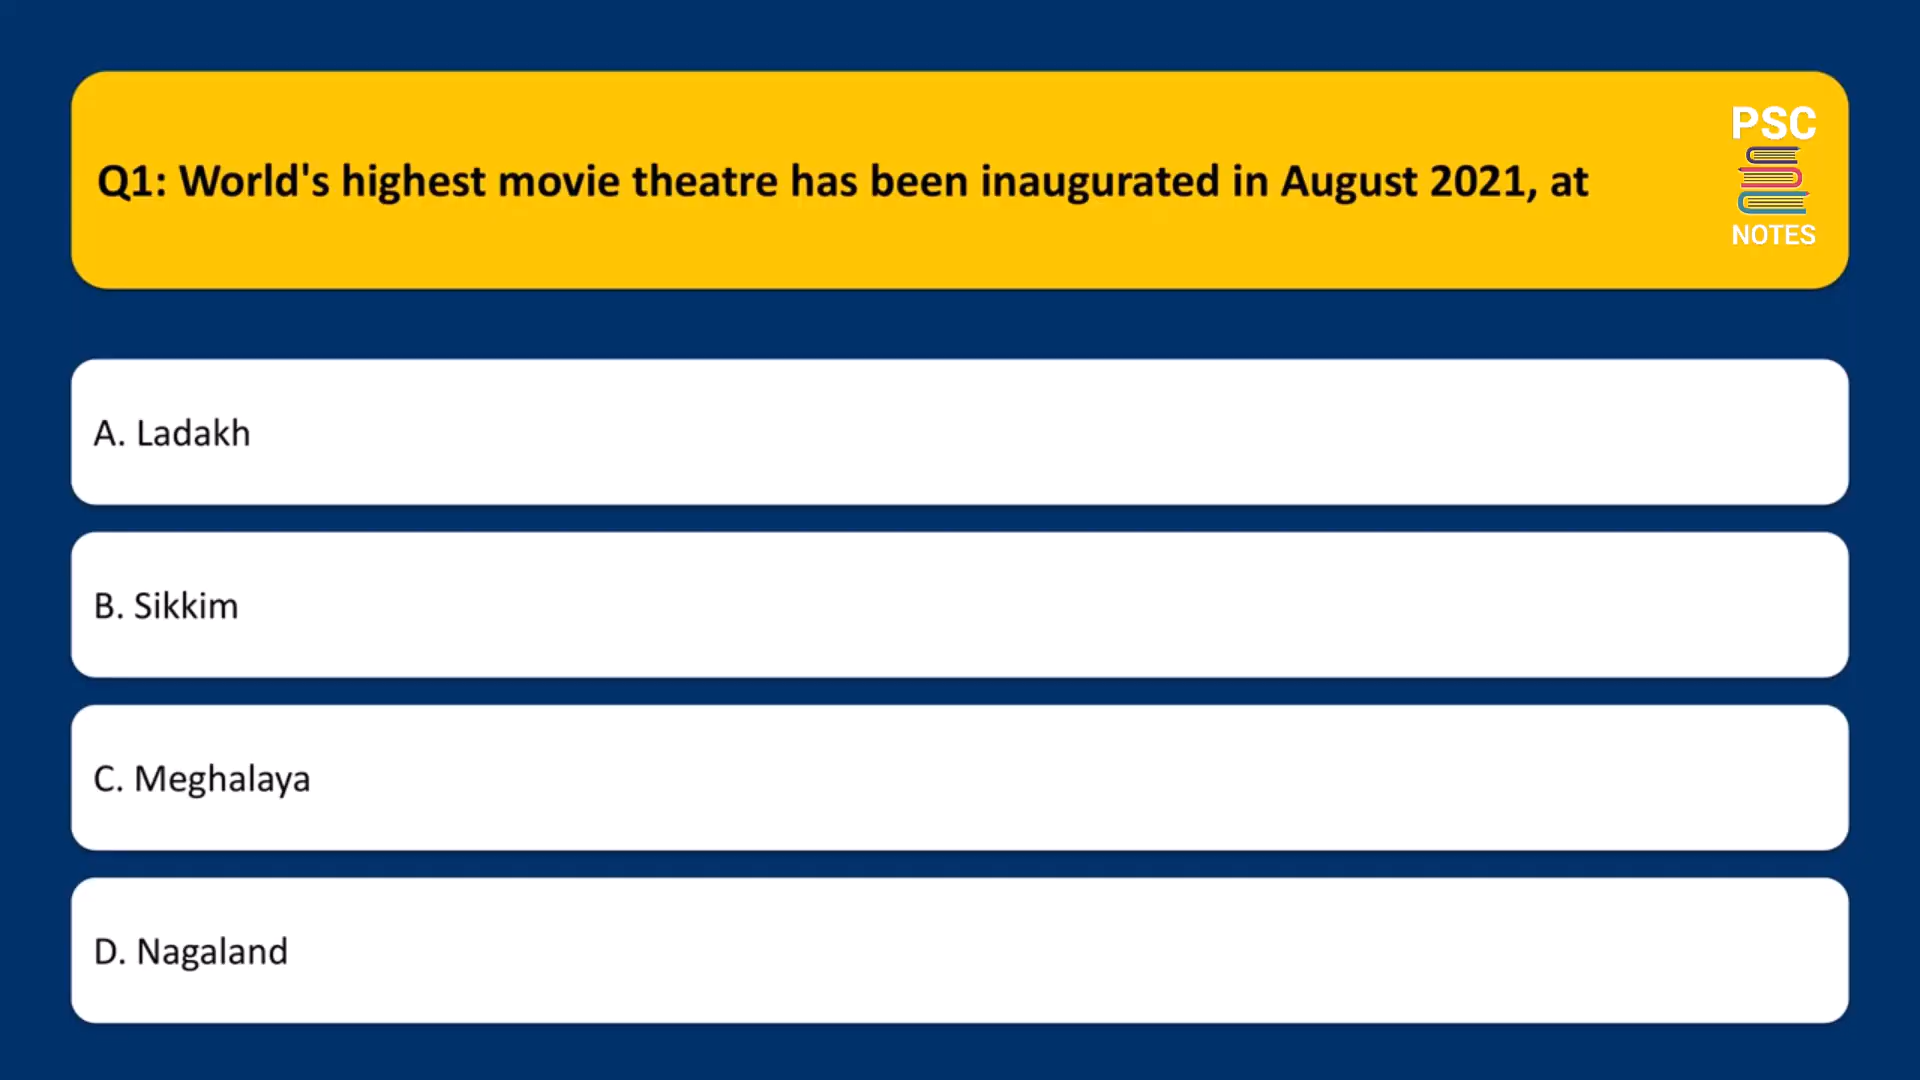 PSC
Q1: World's highest movie theatre has been inaugurated in August 2021, at
NOTES
A. Ladakh
B. Sikkim
C. Meghalaya
D. Nagaland